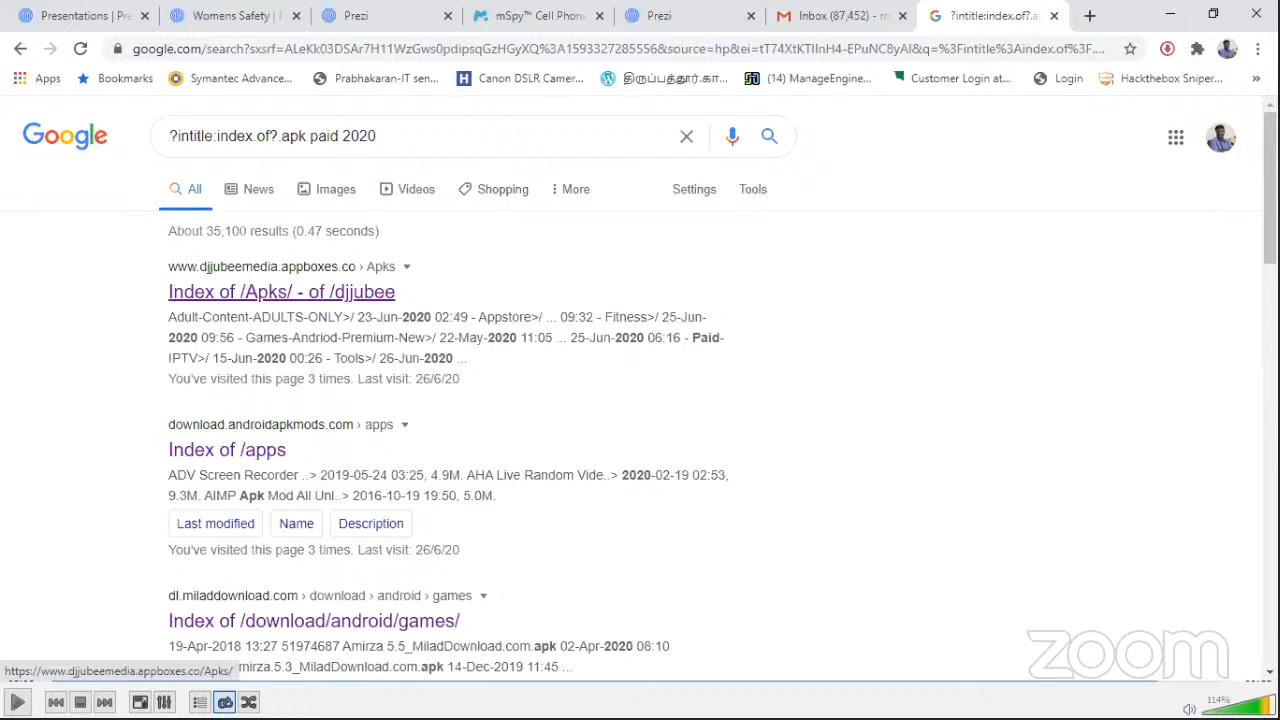 Presentations | Pre
Womens Safety | P
Prezi
mSpy™ Cell Phone
Prezi
Inbox (87,452) - m
?intitle:index.of?.a
google.com/search?sxsrf=ALeKk03DSAr7H11WzGws0pdipsqGzHGyXQ%3A1593327285556&source=hp&ei=tT74XtKTIInH4-EPuNC8yAI&q=%3Fintitle%3Aindex.of%3F....
Apps
Bookmarks
Symantec Advance...
Prabhakaran-IT sen...
Canon DSLR Camer...
திருப்பத்தூர்.கா...
(14) ManageEngine...
Customer Login at...
Login
Hackthebox Sniper...
»
Google
?intitle:index.of?.apk paid 2020
All
News
Images
Videos
Shopping
More
Settings
Tools
About 35,100 results (0.47 seconds)
www.djjubeemedia.appboxes.co › Apks
Index of /Apks/ - of /djjubee
Adult-Content-ADULTS-ONLY>/ 23-Jun-2020 02:49 - Appstore>/ ... 09:32 - Fitness>/ 25-Jun-
2020 09:56 - Games-Andriod-Premium-New>/ 22-May-2020 11:05 ... 25-Jun-2020 06:16 - Paid-
IPTV>/ 15-Jun-2020 00:26 - Tools>/ 26-Jun-2020 ...
You've visited this page 3 times. Last visit: 26/6/20
download.androidapkmods.com › apps
Index of /apps
ADV Screen Recorder ..> 2019-05-24 03:25, 4.9M. AHA Live Random Vide..> 2020-02-19 02:53,
9.3M. AIMP Apk Mod All Unl..> 2016-10-19 19:50, 5.0M.
Last modified
Name
Description
You've visited this page 3 times. Last visit: 26/6/20
dl.miladdownload.com › download › android › games
Index of /download/android/games/
19-Apr-2018 13:27 51974687 Amirza 5.5_MiladDownload.com.apk 02-Apr-2020 08:10
mirza.5.3_MiladDownload.com.apk 14-Dec-2019 11:45 ...
https://www.djjubeemedia.appboxes.co/Apks/
zoom
114%